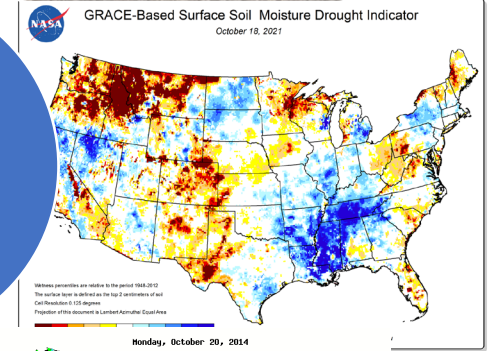 NASA
GRACE-Based Surface Soil Moisture Drought Indicator
October 18, 2021
Wetness percentiles are relative to the period 1948-2012
The surface layer is defined as the top 2 centimeters of soil
Cell Resolution 0.125 degrees
Projection of this document is Lambert Azimuthal Equal Area
Monday, October 20, 2014